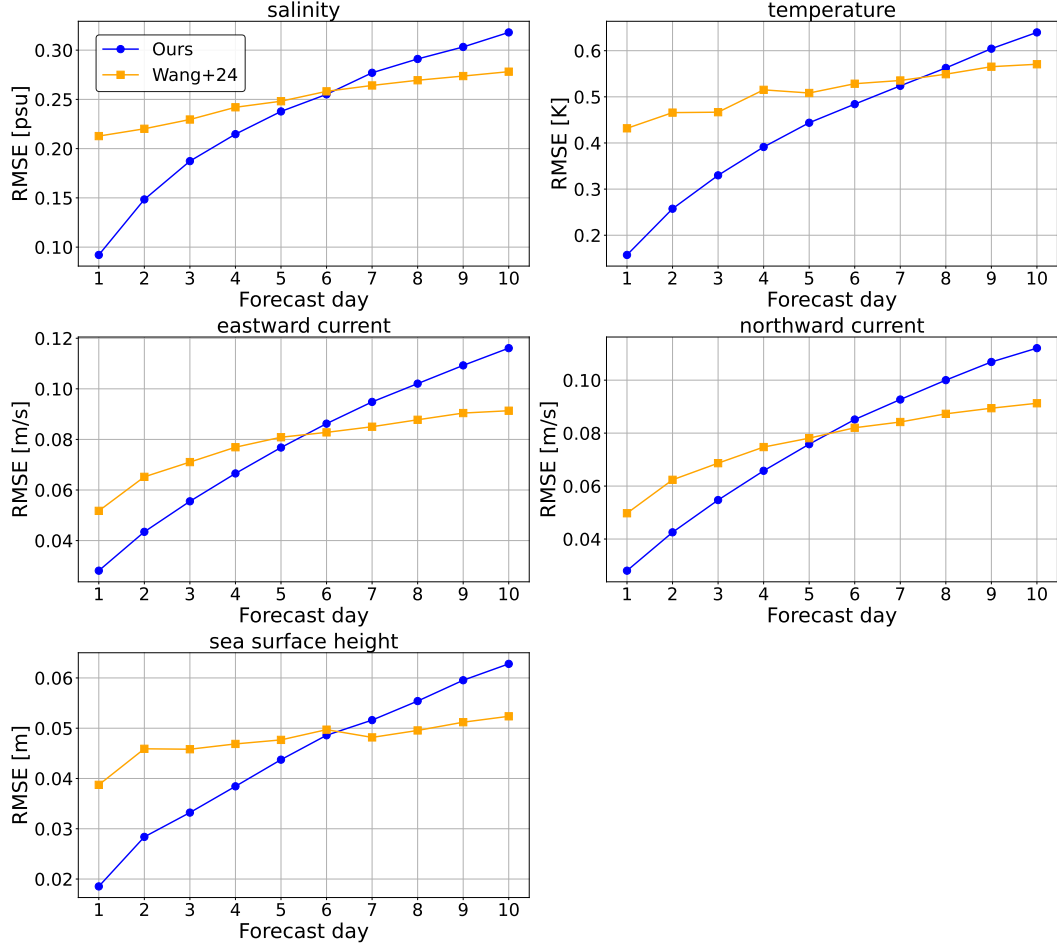 salinity
RMSE [psu]
0.30
0.25
0.20
0.15
0.10
Ours
Wang+24
1 2 3 4 5 6 7 8 9 10
Forecast day
temperature
RMSE [K]
0.6
0.5
0.4
0.3
0.2
1 2 3 4 5 6 7 8 9 10
Forecast day
eastward current
RMSE [m/s]
0.12
0.10
0.08
0.06
0.04
1 2 3 4 5 6 7 8 9 10
Forecast day
northward current
RMSE [m/s]
0.10
0.08
0.06
0.04
1 2 3 4 5 6 7 8 9 10
Forecast day
sea surface height
RMSE [m]
0.06
0.05
0.04
0.03
0.02
1 2 3 4 5 6 7 8 9 10
Forecast day